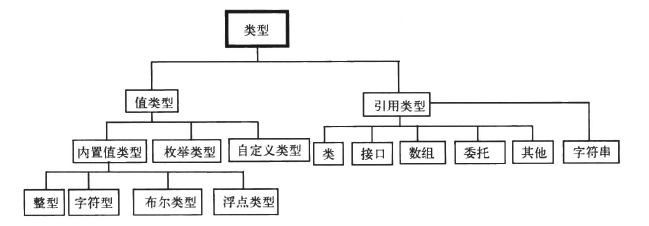 类型
值类型
引用类型
内置值类型
枚举类型
自定义类型
类
接口
数组
委托
其他
字符串
整型
字符型
布尔类型
浮点类型